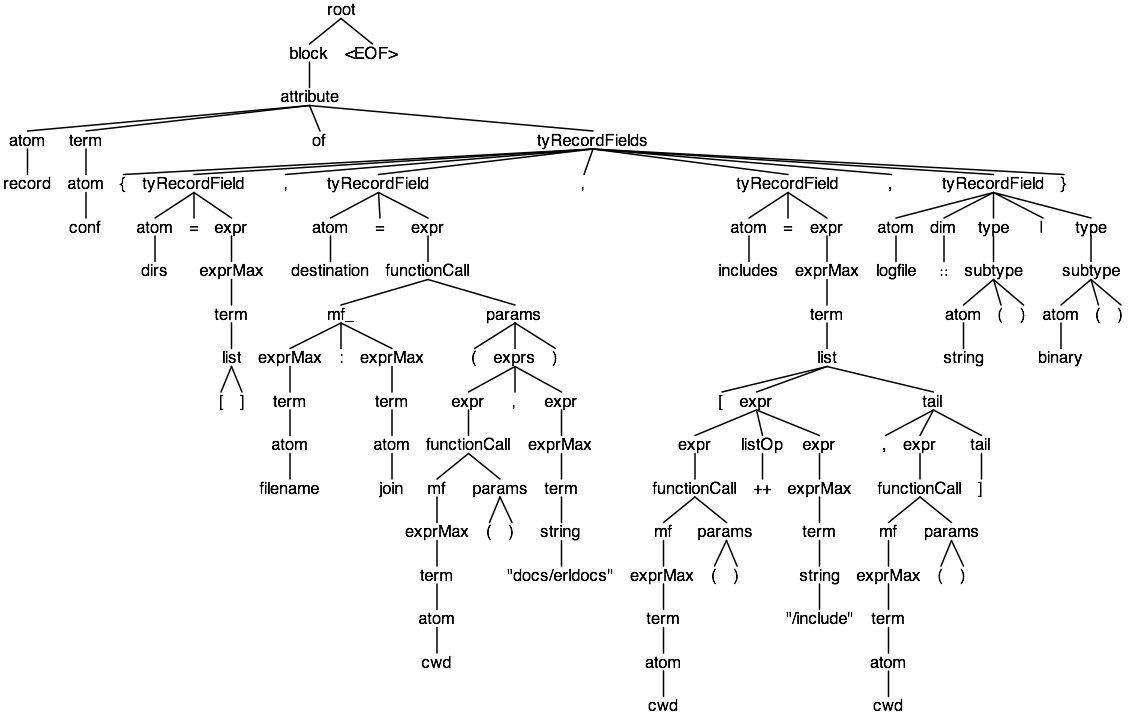 root
block <EOF>
attribute
atom term of tyRecordFields
record atom { tyRecordField , tyRecordField , tyRecordField , tyRecordField }
conf atom = expr atom = expr atom = expr atom dim type | type
dirs exprMax destination functionCall includes exprMax logfile :: subtype subtype
term mf_ params term atom ( ) atom ( )
list exprMax : exprMax ( exprs ) list string binary
[ ] term term expr , expr [ expr tail
atom atom functionCall exprMax expr listOp expr , expr tail
filename join mf params term functionCall ++ exprMax functionCall ]
exprMax ( ) string mf params term mf params
term "docs/erldocs" exprMax ( ) string exprMax ( )
atom term "/include" term
cwd atom atom
cwd cwd